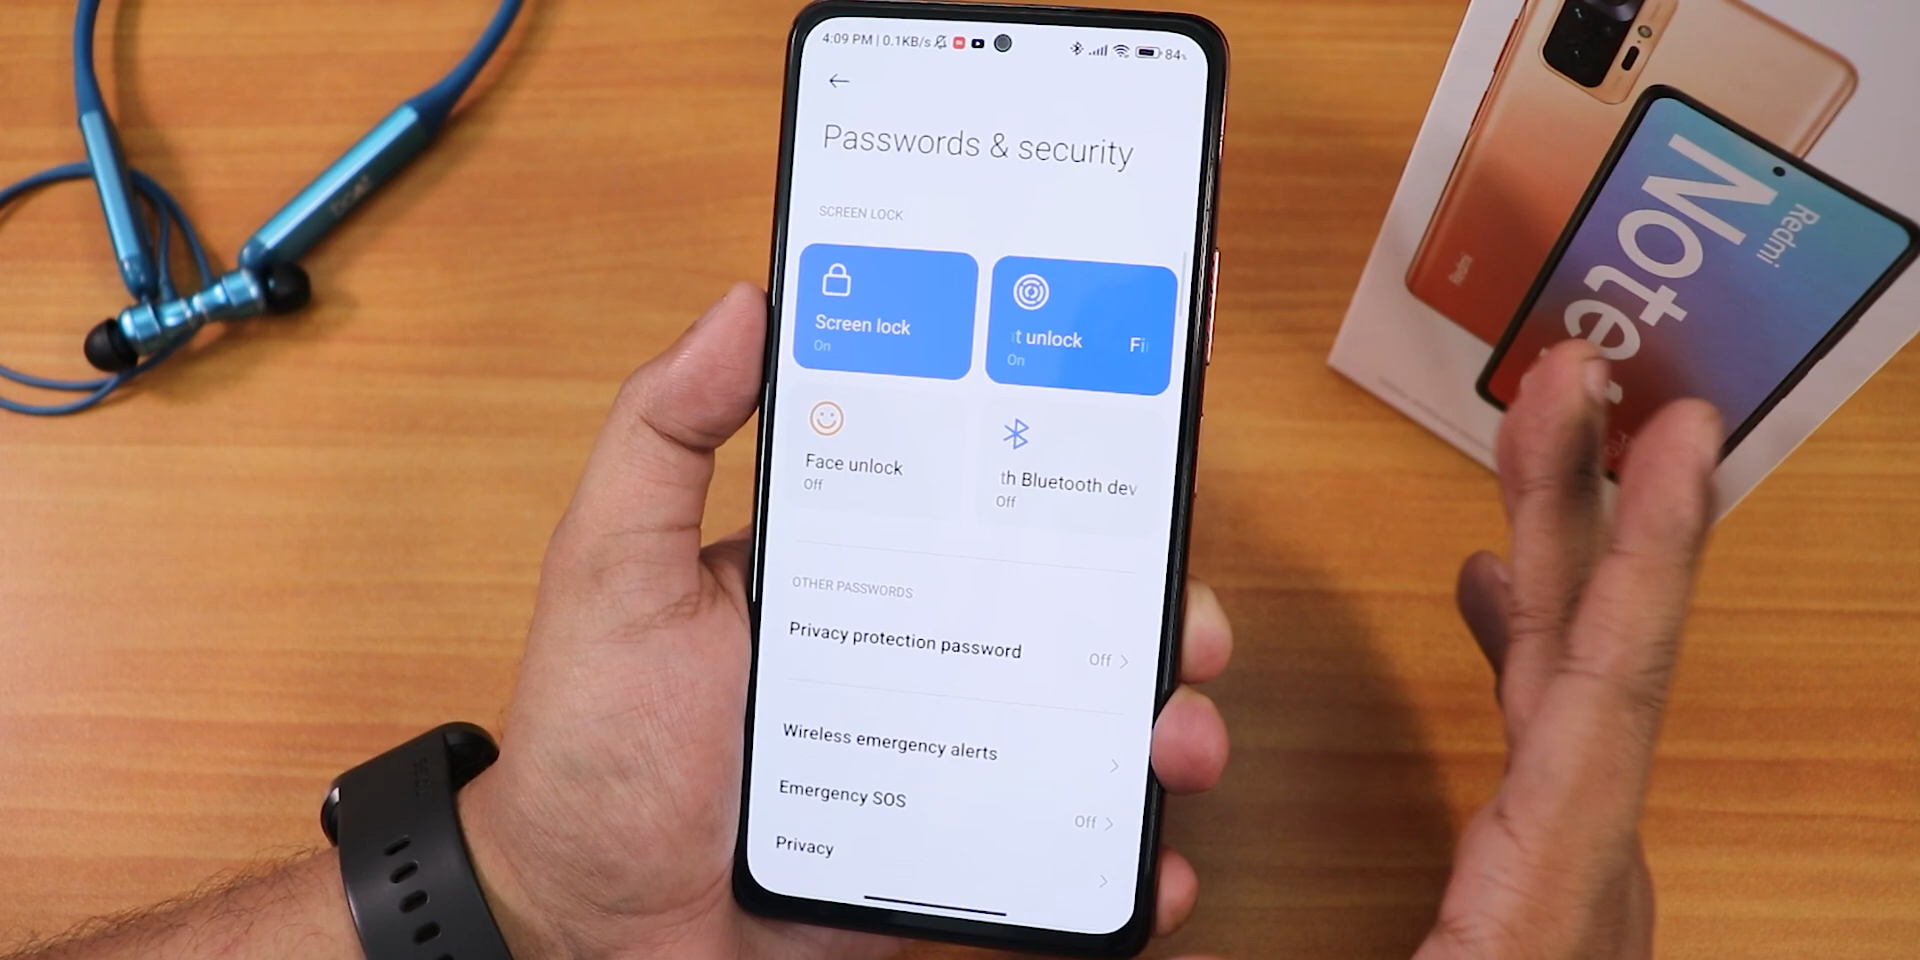 4:09 PM | 0.1KB/s
84
Passwords & security
SCREEN LOCK
Screen lock
On
t unlock Fi
On
Face unlock
Off
th Bluetooth dev
Off
OTHER PASSWORDS
Privacy protection password
Off
Wireless emergency alerts
Emergency SOS
Off
Privacy
Redmi
Note
Redmi
boAt